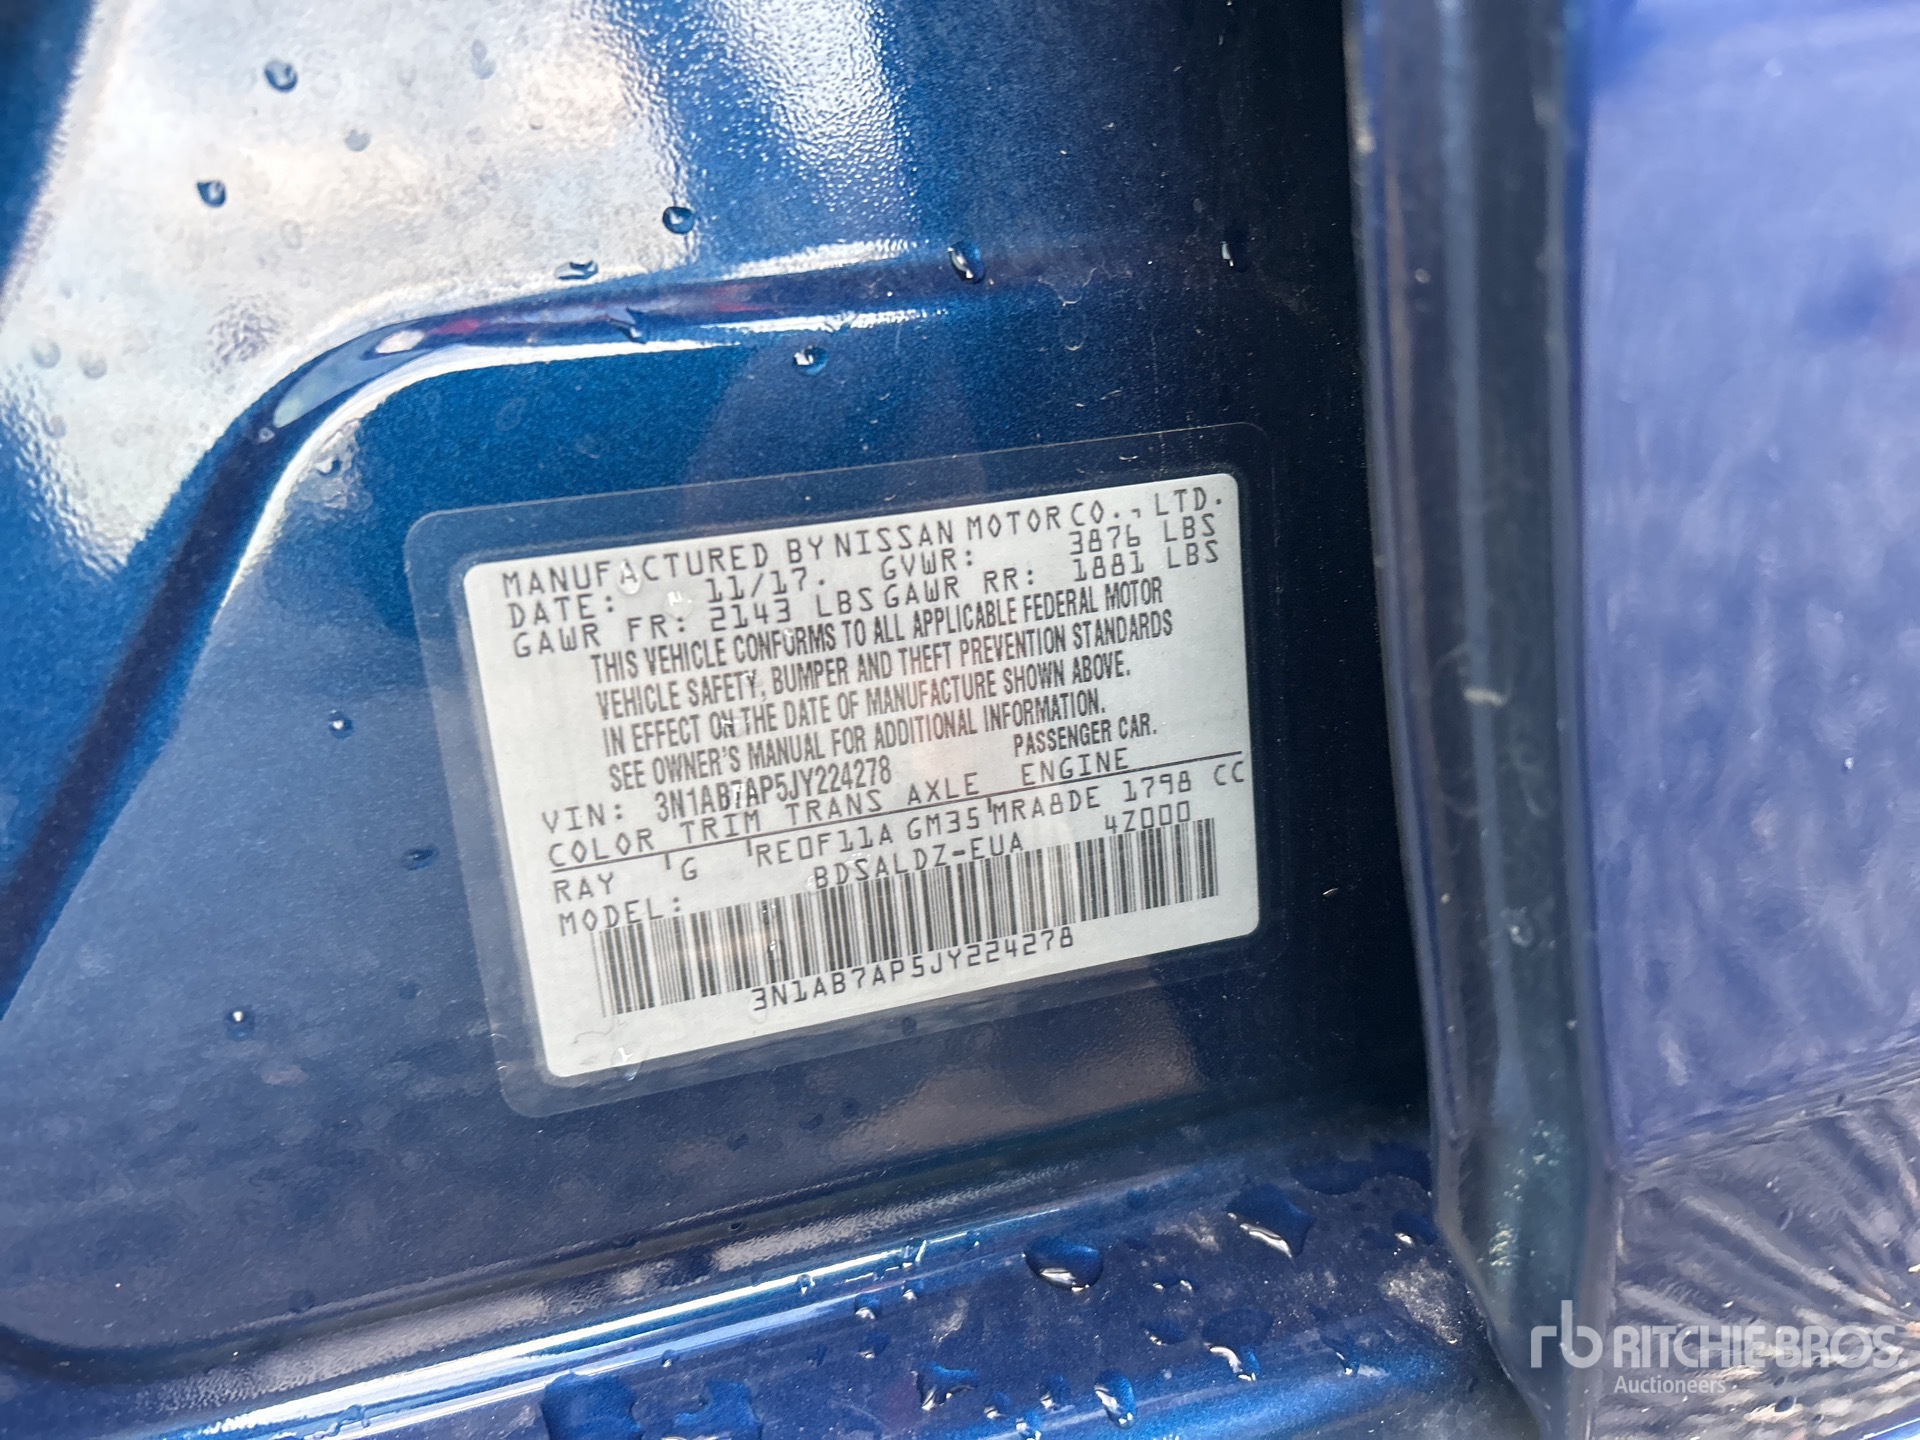 MANUFACTURED BY NISSAN MOTOR CO., LTD.
DATE: 11/17. GVWR: 3876 LBS
GAWR FR: 2143 LBS GAWR RR: 1881 LBS
THIS VEHICLE CONFORMS TO ALL APPLICABLE FEDERAL MOTOR
VEHICLE SAFETY, BUMPER AND THEFT PREVENTION STANDARDS
IN EFFECT ON THE DATE OF MANUFACTURE SHOWN ABOVE.
SEE OWNER'S MANUAL FOR ADDITIONAL INFORMATION.
VIN: 3N1AB7AP5JY224278 PASSENGER CAR.
COLOR TRIM TRANS AXLE ENGINE
RAY G RE0F11A GM35 MRA8DE 1798 CC
MODEL: BDSALDZ-EUA 4Z000
3N1AB7AP5JY224278
rb RITCHIE BROS.
Auctioneers